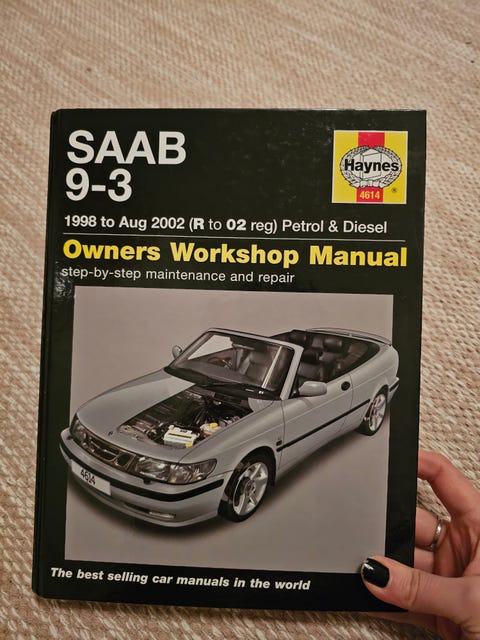 SAAB
9-3
Haynes
4614
®
1998 to Aug 2002 (R to 02 reg) Petrol & Diesel
Owners Workshop Manual
step-by-step maintenance and repair
4614
The best selling car manuals in the world